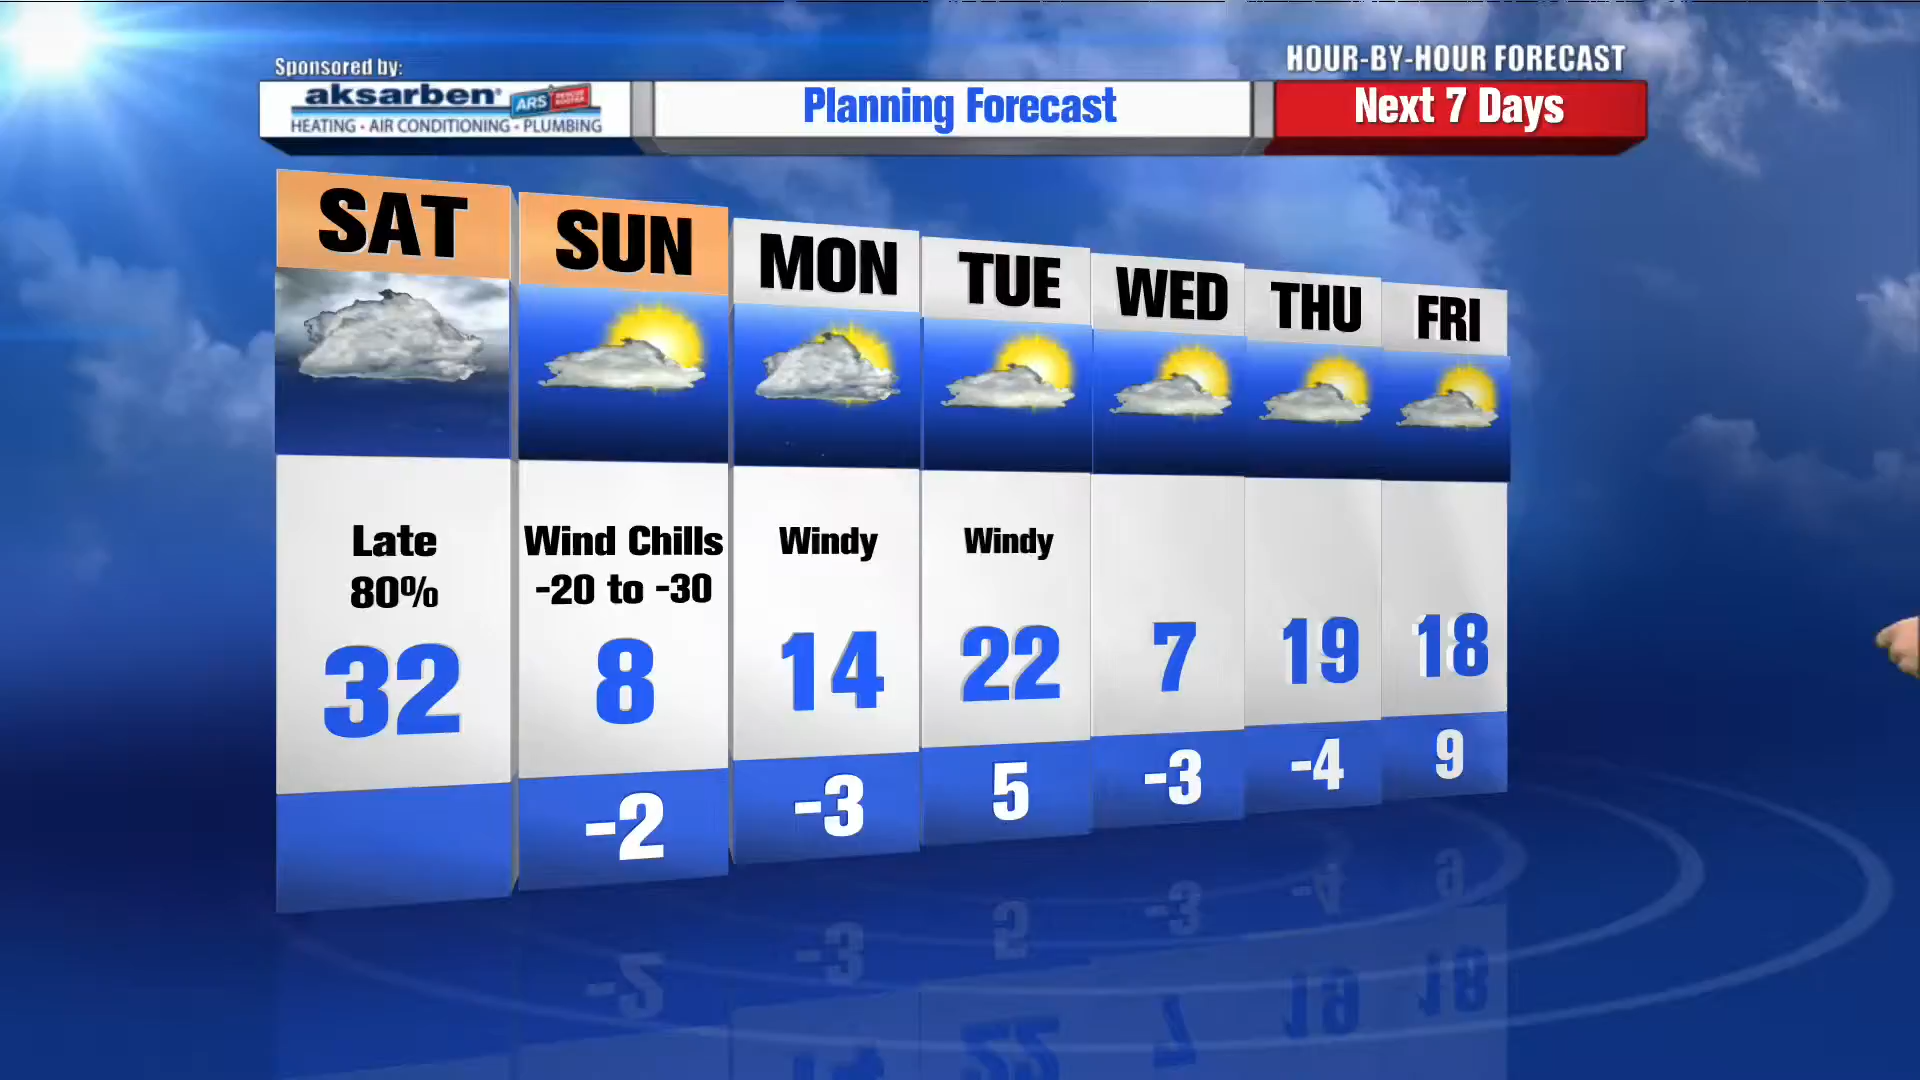 Sponsored by:
aksarben
ARS RESCUE ROOTER
HEATING • AIR CONDITIONING • PLUMBING
Planning Forecast
HOUR-BY-HOUR FORECAST
Next 7 Days
SAT
SUN
MON
TUE
WED
THU
FRI
Late
80%
Wind Chills
-20 to -30
Windy
Windy
32
8
14
22
7
19
18
-2
-3
5
-3
-4
9